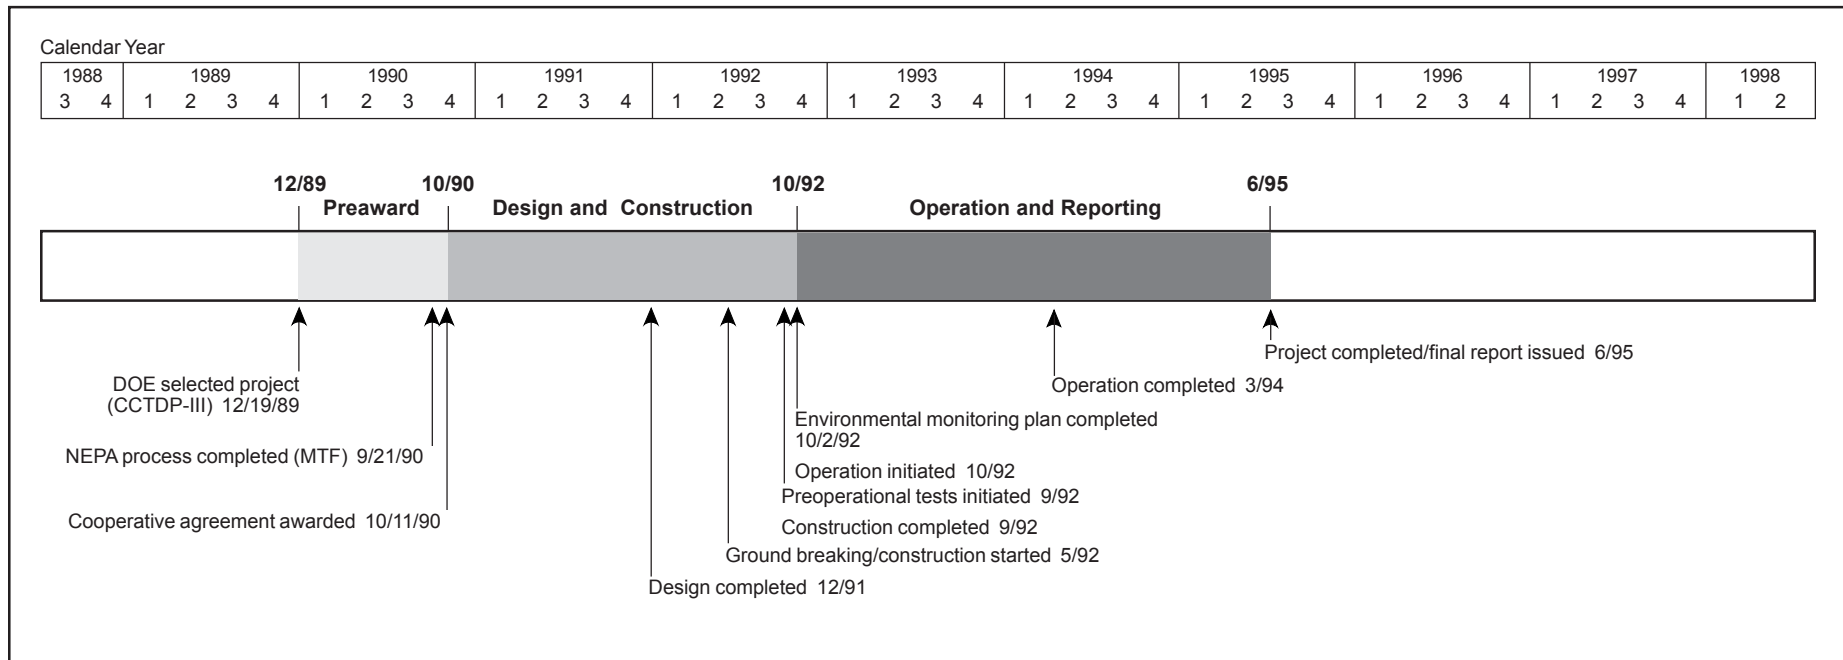 Calendar Year
1988 1989 1990 1991 1992 1993 1994 1995 1996 1997 1998
3 4 1 2 3 4 1 2 3 4 1 2 3 4 1 2 3 4 1 2 3 4 1 2 3 4 1 2 3 4 1 2 3 4 1 2 3 4 1 2
12/89 10/90 10/92 6/95
Preaward Design and Construction Operation and Reporting
Project completed/final report issued 6/95
DOE selected project
(CCTDP-III) 12/19/89
Operation completed 3/94
Environmental monitoring plan completed
10/2/92
NEPA process completed (MTF) 9/21/90
Operation initiated 10/92
Preoperational tests initiated 9/92
Cooperative agreement awarded 10/11/90
Construction completed 9/92
Ground breaking/construction started 5/92
Design completed 12/91